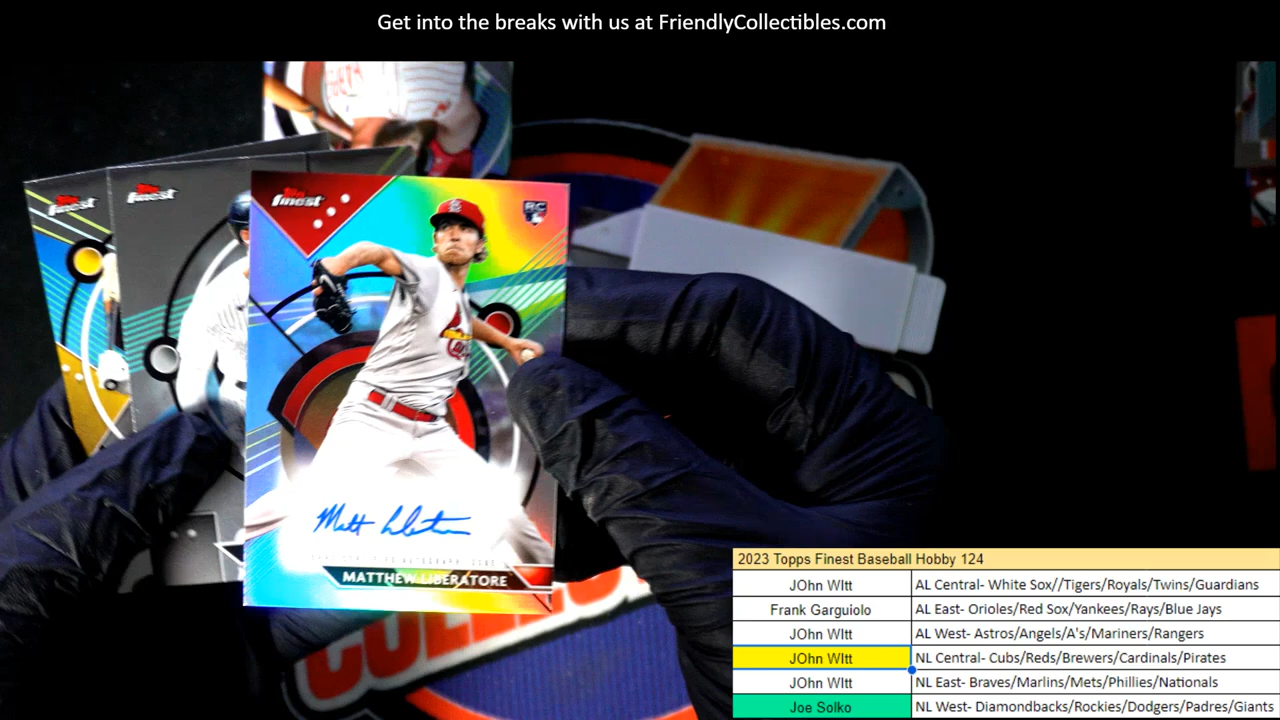 Get into the breaks with us at FriendlyCollectibles.com
finest
finest
finest
RC
Matt
MATTHEW LIBERATORE
2023 Topps Finest Baseball Hobby 124
JOhn WItt AL Central- White Sox//Tigers/Royals/Twins/Guardians
Frank Garguiolo AL East- Orioles/Red Sox/Yankees/Rays/Blue Jays
JOhn WItt AL West- Astros/Angels/A's/Mariners/Rangers
JOhn WItt NL Central- Cubs/Reds/Brewers/Cardinals/Pirates
JOhn WItt NL East- Braves/Marlins/Mets/Phillies/Nationals
Joe Solko NL West- Diamondbacks/Rockies/Dodgers/Padres/Giants